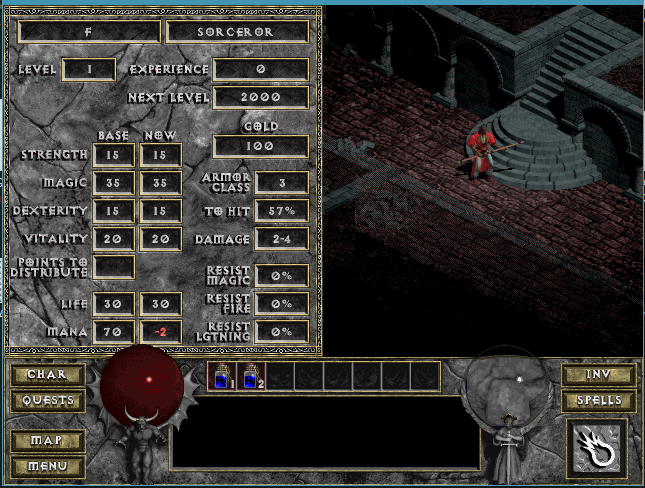 F SORCEROR
LEVEL 1 EXPERIENCE 0
NEXT LEVEL 2000
BASE NOW GOLD
100
STRENGTH 15 15
MAGIC 35 35 ARMOR CLASS 3
DEXTERITY 15 15 TO HIT 57%
VITALITY 20 20 DAMAGE 2-4
POINTS TO DISTRIBUTE
RESIST MAGIC 0%
LIFE 30 30 RESIST FIRE 0%
MANA 70 -2 RESIST LGTNING 0%
CHAR 1 2 INV
QUESTS SPELLS
MAP
MENU